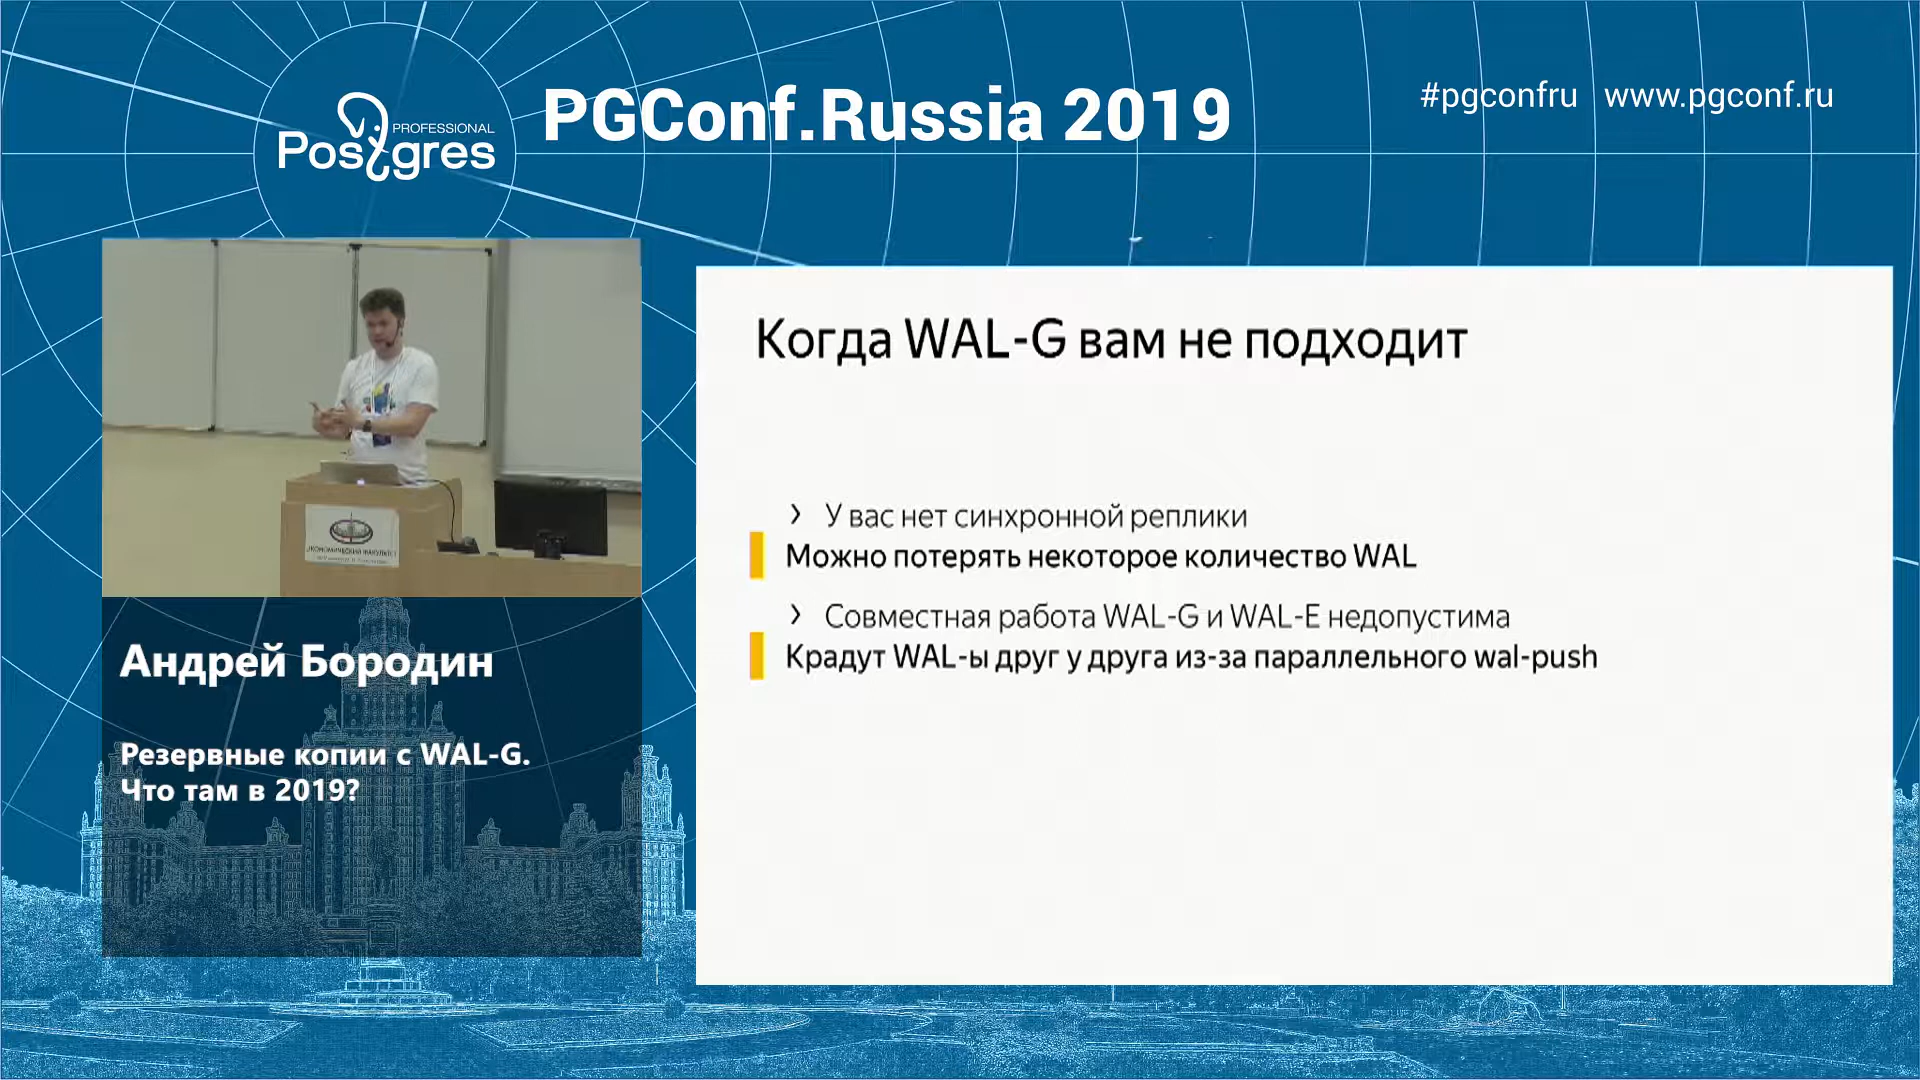 PROFESSIONAL
Postgres
PGConf.Russia 2019
#pgconfru www.pgconf.ru
ЭКОНОМИЧЕСКИЙ ФАКУЛЬТЕТ
Андрей Бородин
Резервные копии с WAL-G.
Что там в 2019?
Когда WAL-G вам не подходит
› У вас нет синхронной реплики
Можно потерять некоторое количество WAL
› Совместная работа WAL-G и WAL-E недопустима
Крадут WAL-ы друг у друга из-за параллельного wal-push